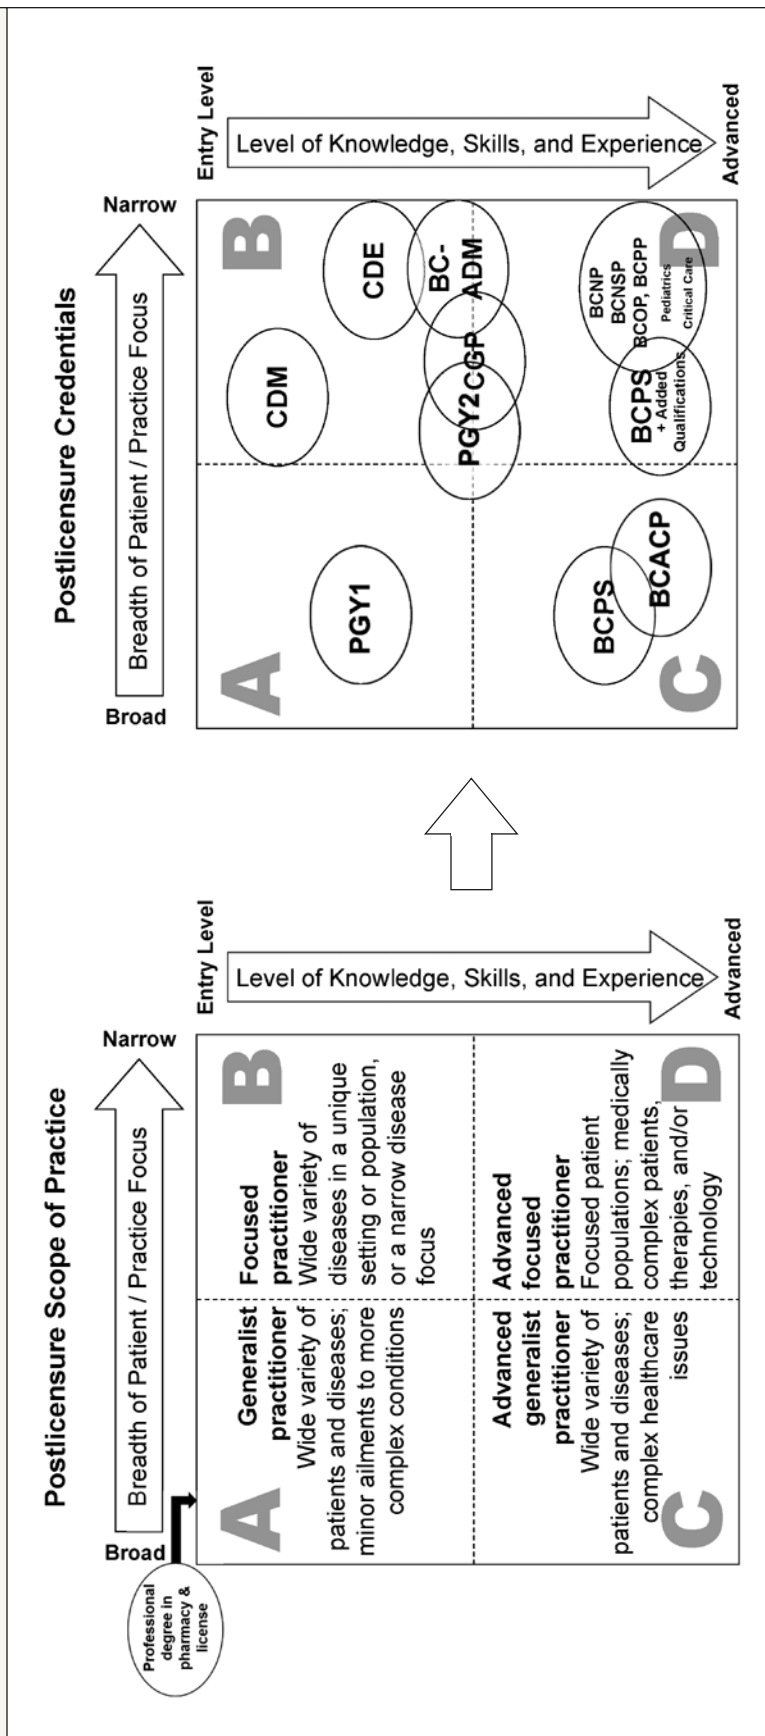 Postlicensure Scope of Practice
Breadth of Patient / Practice Focus
Broad
Narrow
Professional
degree in
pharmacy &
license
Entry Level
Level of Knowledge, Skills, and Experience
Advanced
A
Generalist
practitioner
Wide variety of
patients and diseases;
minor ailments to more
complex conditions
B
Focused
practitioner
Wide variety of
diseases in a unique
setting or population,
or a narrow disease
focus
C
Advanced
generalist
practitioner
Wide variety of
patients and diseases;
complex healthcare
issues
D
Advanced
focused
practitioner
Focused patient
populations; medically
complex patients,
therapies, and/or
technology
Postlicensure Credentials
Breadth of Patient / Practice Focus
Broad
Narrow
Entry Level
Level of Knowledge, Skills, and Experience
Advanced
A
PGY1
B
CDM
CDE
BC-
ADM
CGP
PGY2
C
BCPS
BCACP
D
BCPS
+ Added
Qualifications
BCNP
BCNSP
BCOP, BCPP
Pediatrics
Critical Care